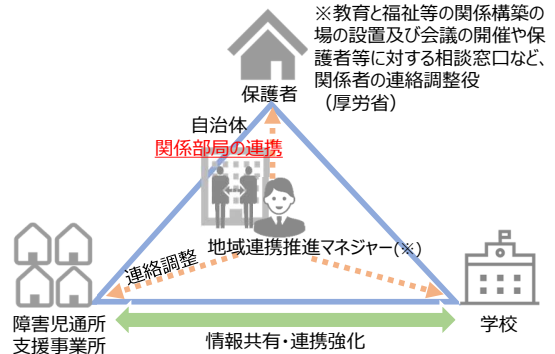 ※教育と福祉等の関係構築の
場の設置及び会議の開催や保
護者等に対する相談窓口など、
関係者の連絡調整役
（厚労省）
保護者
自治体
関係部局の連携
地域連携推進マネジャー(※)
連絡調整
障害児通所
支援事業所
学校
情報共有・連携強化